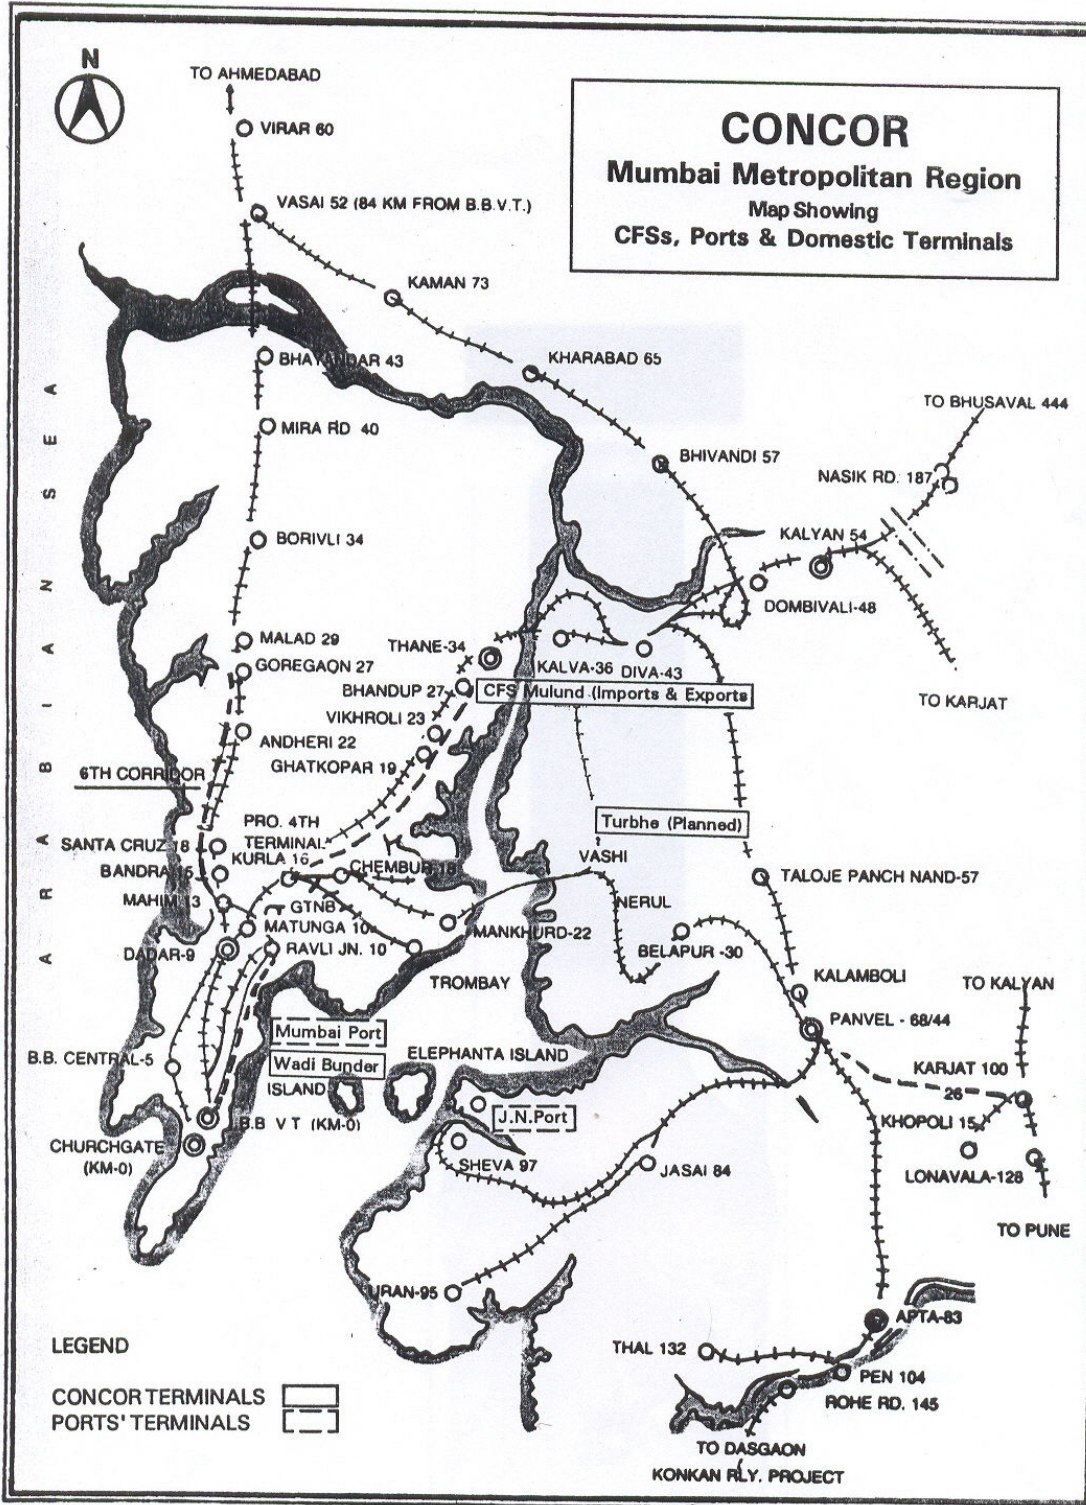 N
TO AHMEDABAD
VIRAR 60
VASAI 52 (84 KM FROM B.B.V.T.)
CONCOR
Mumbai Metropolitan Region
Map Showing
CFSs, Ports & Domestic Terminals
KAMAN 73
BHAYANDAR 43
KHARABAD 65
TO BHUSAVAL 444
MIRA RD 40
BHIVANDI 57
NASIK RD. 187
BORIVLI 34
KALYAN 54
DOMBIVALI-48
MALAD 29
THANE-34
GOREGAON 27
KALVA-36
DIVA-43
BHANDUP 27
CFS Mulund (Imports & Exports
TO KARJAT
VIKHROLI 23
ANDHERI 22
GHATKOPAR 19
6TH CORRIDOR
ARABIAN SEA
PRO. 4TH
TERMINAL
Turbhe (Planned)
SANTA CRUZ 18
KURLA 16
VASHI
BANDRA 15
CHEMBUR 18
TALOJE PANCH NAND-57
MAHIM 13
GTNB
NERUL
MATUNGA 10
MANKHURD-22
DADAR-9
RAVLI JN. 10
BELAPUR -30
TROMBAY
KALAMBOLI
TO KALYAN
Mumbai Port
PANVEL - 68/44
B.B. CENTRAL-5
Wadi Bunder
ELEPHANTA ISLAND
ISLAND
KARJAT 100
26
B.B V T (KM-0)
J.N.Port
KHOPOLI 15
CHURCHGATE
(KM-0)
SHEVA 97
JASAI 84
LONAVALA-128
TO PUNE
URAN-95
APTA-83
LEGEND
THAL 132
PEN 104
CONCOR TERMINALS
ROHE RD. 145
PORTS' TERMINALS
TO DASGAON
KONKAN RLY. PROJECT